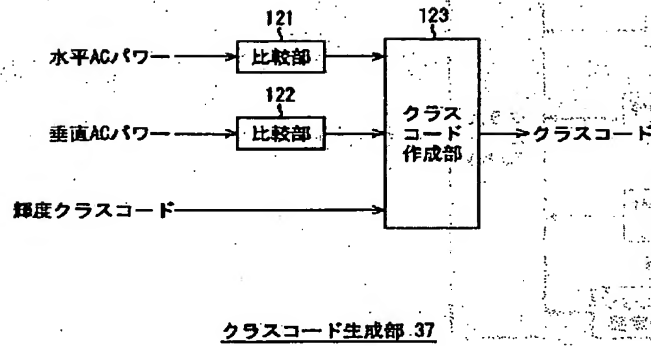 121
123
水平ACパワー
比較部
122
垂直ACパワー
比較部
クラス
コード
作成部
クラスコード
輝度クラスコード
クラスコード生成部 37